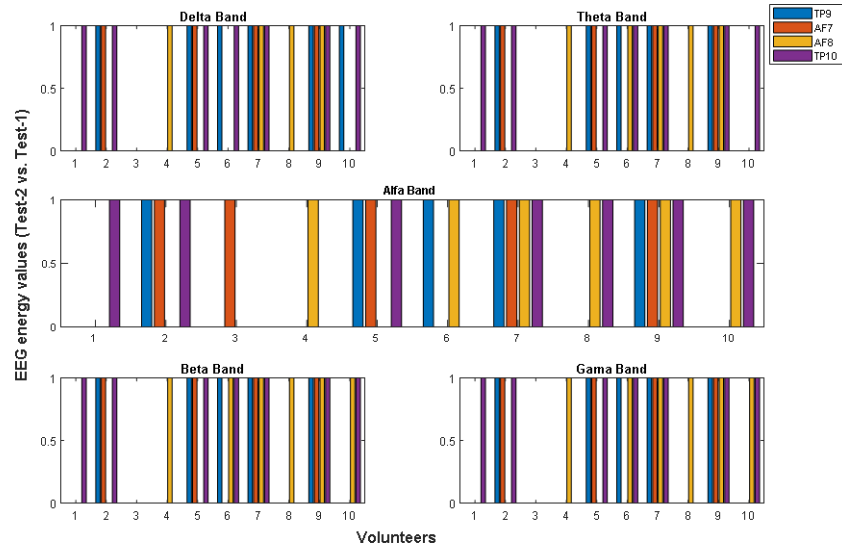 Delta Band
Theta Band
TP9
AF7
AF8
TP10
1
0.5
0
1 2 3 4 5 6 7 8 9 10
1
0.5
0
1 2 3 4 5 6 7 8 9 10
EEG energy values (Test-2 vs. Test-1)
Alfa Band
1
0.5
0
1 2 3 4 5 6 7 8 9 10
Beta Band
Gama Band
1
0.5
0
1 2 3 4 5 6 7 8 9 10
1
0.5
0
1 2 3 4 5 6 7 8 9 10
Volunteers